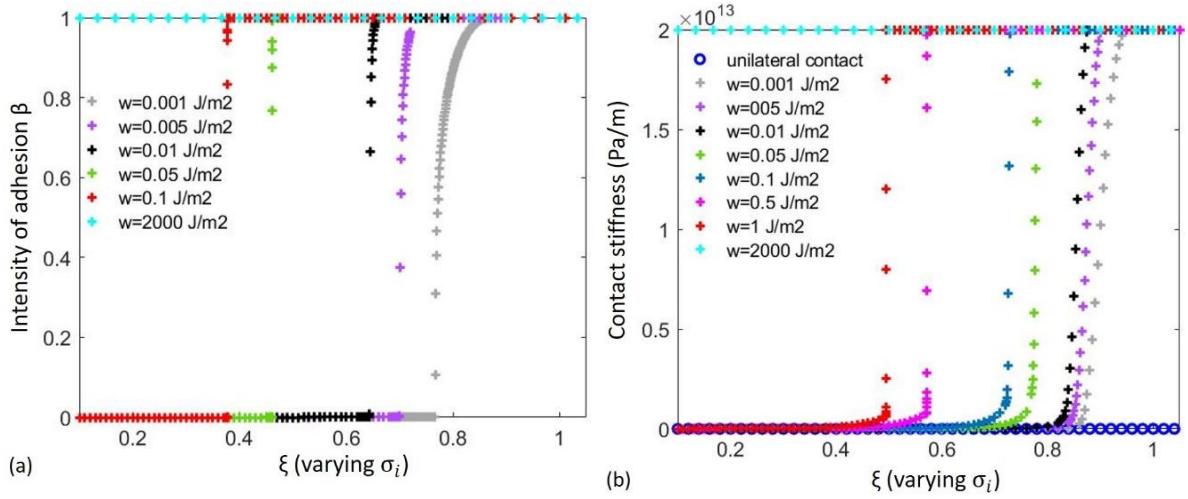 1
0.8
0.6
0.4
0.2
0
Intensity of adhesion β
w=0.001 J/m2
w=0.005 J/m2
w=0.01 J/m2
w=0.05 J/m2
w=0.1 J/m2
w=2000 J/m2
0.2 0.4 0.6 0.8 1
(a)
ξ (varying σi)
×10^13
2
1.5
1
0.5
0
Contact stiffness (Pa/m)
unilateral contact
w=0.001 J/m2
w=005 J/m2
w=0.01 J/m2
w=0.05 J/m2
w=0.1 J/m2
w=0.5 J/m2
w=1 J/m2
w=2000 J/m2
0.2 0.4 0.6 0.8 1
(b)
ξ (varying σi)